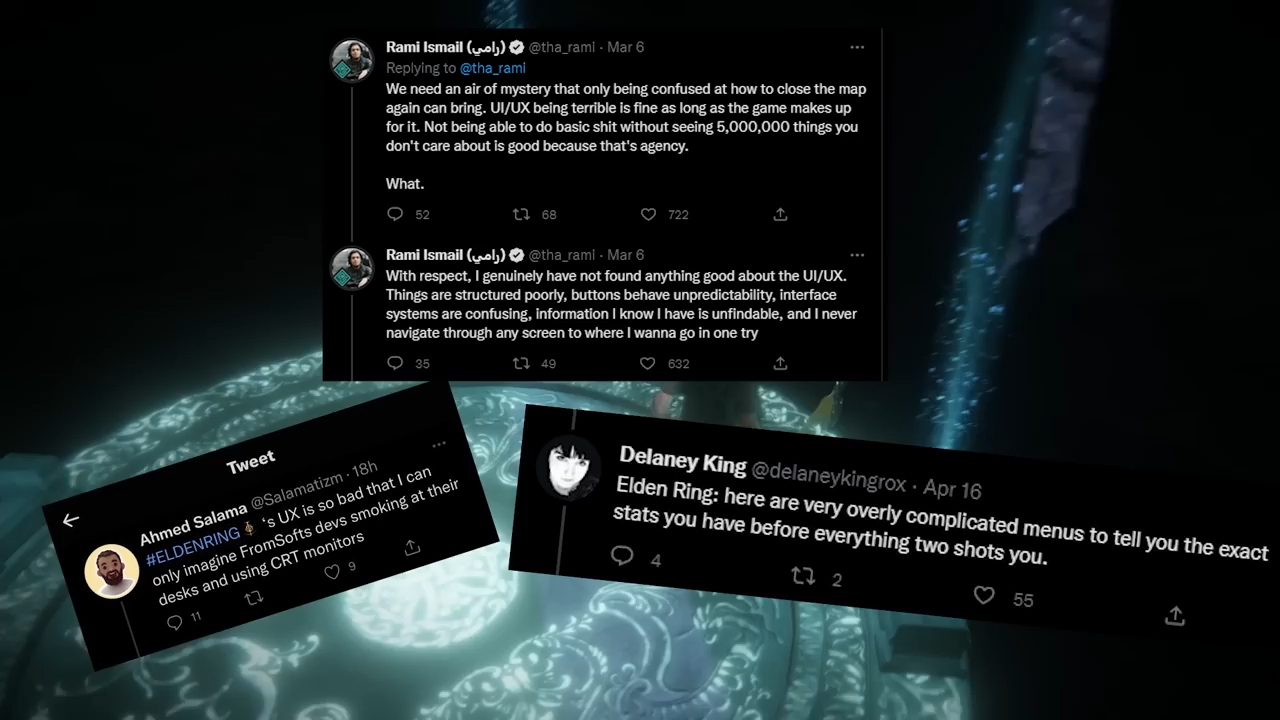 Rami Ismail (رامي) @tha_rami · Mar 6
Replying to @tha_rami
We need an air of mystery that only being confused at how to close the map
again can bring. UI/UX being terrible is fine as long as the game makes up
for it. Not being able to do basic shit without seeing 5,000,000 things you
don't care about is good because that's agency.
What.
52 68 722
Rami Ismail (رامي) @tha_rami · Mar 6
With respect, I genuinely have not found anything good about the UI/UX.
Things are structured poorly, buttons behave unpredictability, interface
systems are confusing, information I know I have is unfindable, and I never
navigate through any screen to where I wanna go in one try
35 49 632
Tweet
Ahmed Salama @Salamatizm · 18h
#ELDENRING 's UX is so bad that I can
only imagine FromSofts devs smoking at their
desks and using CRT monitors
11 9
Delaney King @delaneykingrox · Apr 16
Elden Ring: here are very overly complicated menus to tell you the exact
stats you have before everything two shots you.
4 2 55